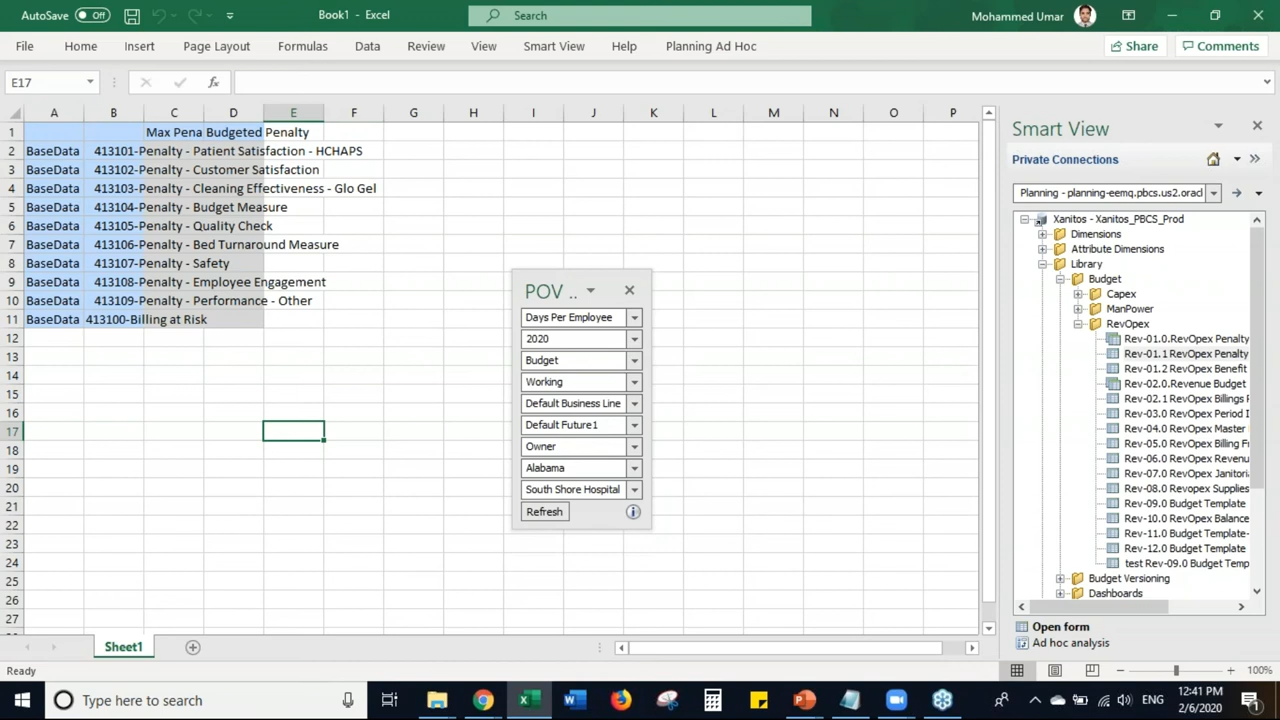 AutoSave Off
Book1 - Excel
Search
Mohammed Umar
File Home Insert Page Layout Formulas Data Review View Smart View Help Planning Ad Hoc
Share Comments
E17
fx
A B C D E F G H I J K L M N O P
1 Max Pena Budgeted Penalty
2 BaseData 413101-Penalty - Patient Satisfaction - HCHAPS
3 BaseData 413102-Penalty - Customer Satisfaction
4 BaseData 413103-Penalty - Cleaning Effectiveness - Glo Gel
5 BaseData 413104-Penalty - Budget Measure
6 BaseData 413105-Penalty - Quality Check
7 BaseData 413106-Penalty - Bed Turnaround Measure
8 BaseData 413107-Penalty - Safety
9 BaseData 413108-Penalty - Employee Engagement
10 BaseData 413109-Penalty - Performance - Other
11 BaseData 413100-Billing at Risk
12
13
14
15
16
17
18
19
20
21
22
23
24
25
26
27
POV ..
Days Per Employee
2020
Budget
Working
Default Business Line
Default Future1
Owner
Alabama
South Shore Hospital
Refresh
Smart View
Private Connections
Planning - planning-eemq.pbcs.us2.oracl
Xanitos - Xanitos_PBCS_Prod
Dimensions
Attribute Dimensions
Library
Budget
Capex
ManPower
RevOpex
Rev-01.0.RevOpex Penalty
Rev-01.1 RevOpex Penalty
Rev-01.2 RevOpex Benefit
Rev-02.0.Revenue Budget
Rev-02.1 RevOpex Billings
Rev-03.0 RevOpex Period
Rev-04.0 RevOpex Master
Rev-05.0 RevOpex Billing
Rev-06.0 RevOpex Revenu
Rev-07.0 RevOpex Janitori
Rev-08.0 Revopex Supplies
Rev-09.0 Budget Template
Rev-10.0 RevOpex Balance
Rev-11.0 Budget Template-
Rev-12.0 Budget Template
test Rev-09.0 Budget Temp
Budget Versioning
Dashboards
Open form
Ad hoc analysis
Sheet1
Ready
100%
Type here to search
ENG
12:41 PM
2/6/2020
1